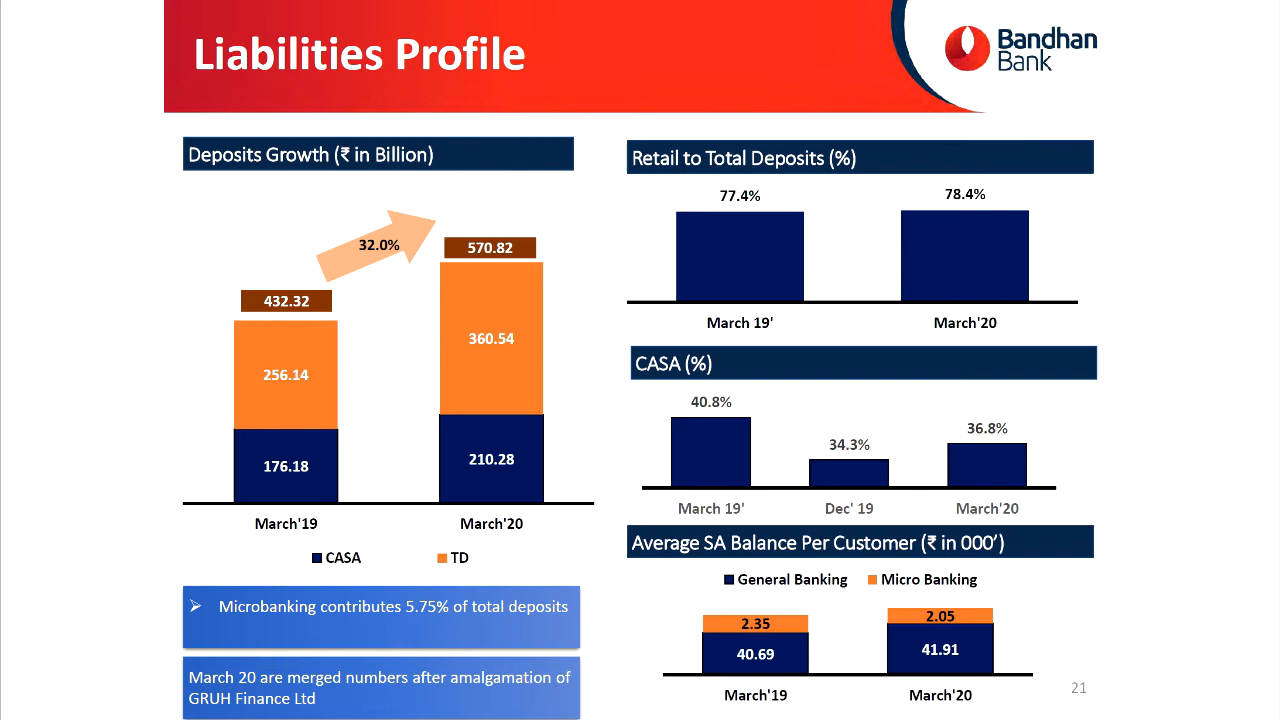 Liabilities Profile
Bandhan
Bank
Deposits Growth (₹ in Billion)
32.0%
432.32
570.82
256.14
360.54
176.18
210.28
March'19
March'20
CASA
TD
Microbanking contributes 5.75% of total deposits
March 20 are merged numbers after amalgamation of
GRUH Finance Ltd
Retail to Total Deposits (%)
77.4%
78.4%
March 19'
March'20
CASA (%)
40.8%
34.3%
36.8%
March 19'
Dec' 19
March'20
Average SA Balance Per Customer (₹ in 000’)
General Banking
Micro Banking
2.35
2.05
40.69
41.91
March'19
March'20
21